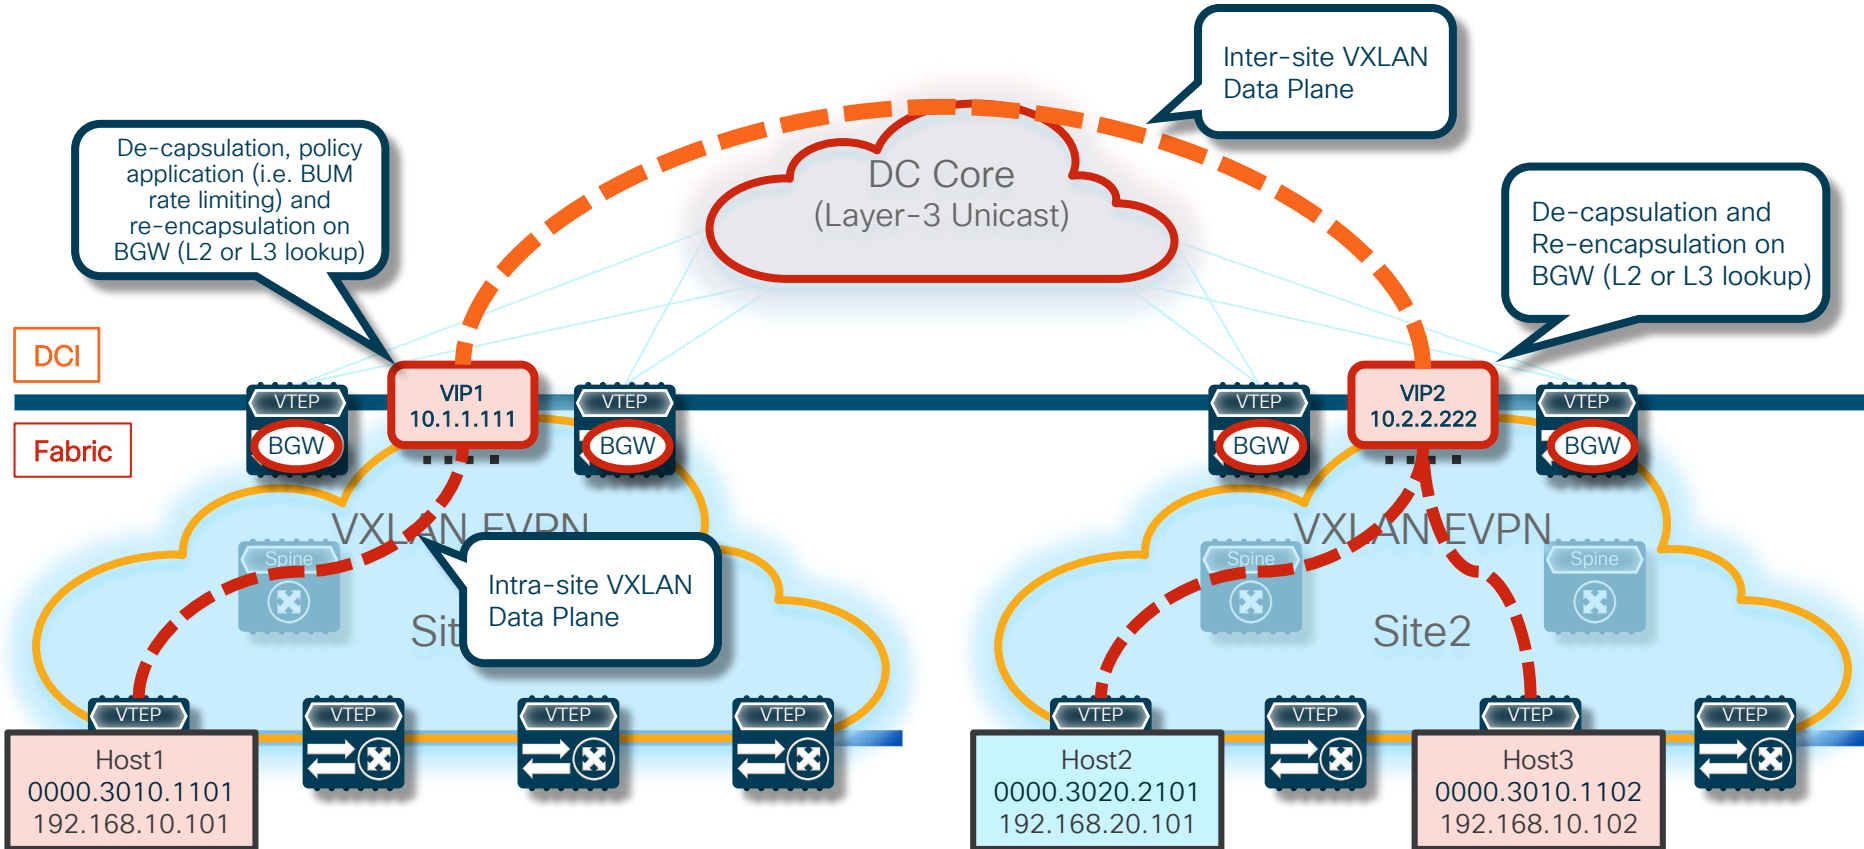 Inter-site VXLAN
Data Plane
De-capsulation, policy
application (i.e. BUM
rate limiting) and
re-encapsulation on
BGW (L2 or L3 lookup)
DC Core
(Layer-3 Unicast)
De-capsulation and
Re-encapsulation on
BGW (L2 or L3 lookup)
DCI
Fabric
VTEP
BGW
VIP1
10.1.1.111
VTEP
BGW
VTEP
BGW
VIP2
10.2.2.222
VTEP
BGW
VXLAN EVPN
Spine
Intra-site VXLAN
Data Plane
Sit
VXLAN EVPN
Spine
Spine
Site2
VTEP
VTEP
VTEP
VTEP
VTEP
VTEP
VTEP
VTEP
Host1
0000.3010.1101
192.168.10.101
Host2
0000.3020.2101
192.168.20.101
Host3
0000.3010.1102
192.168.10.102